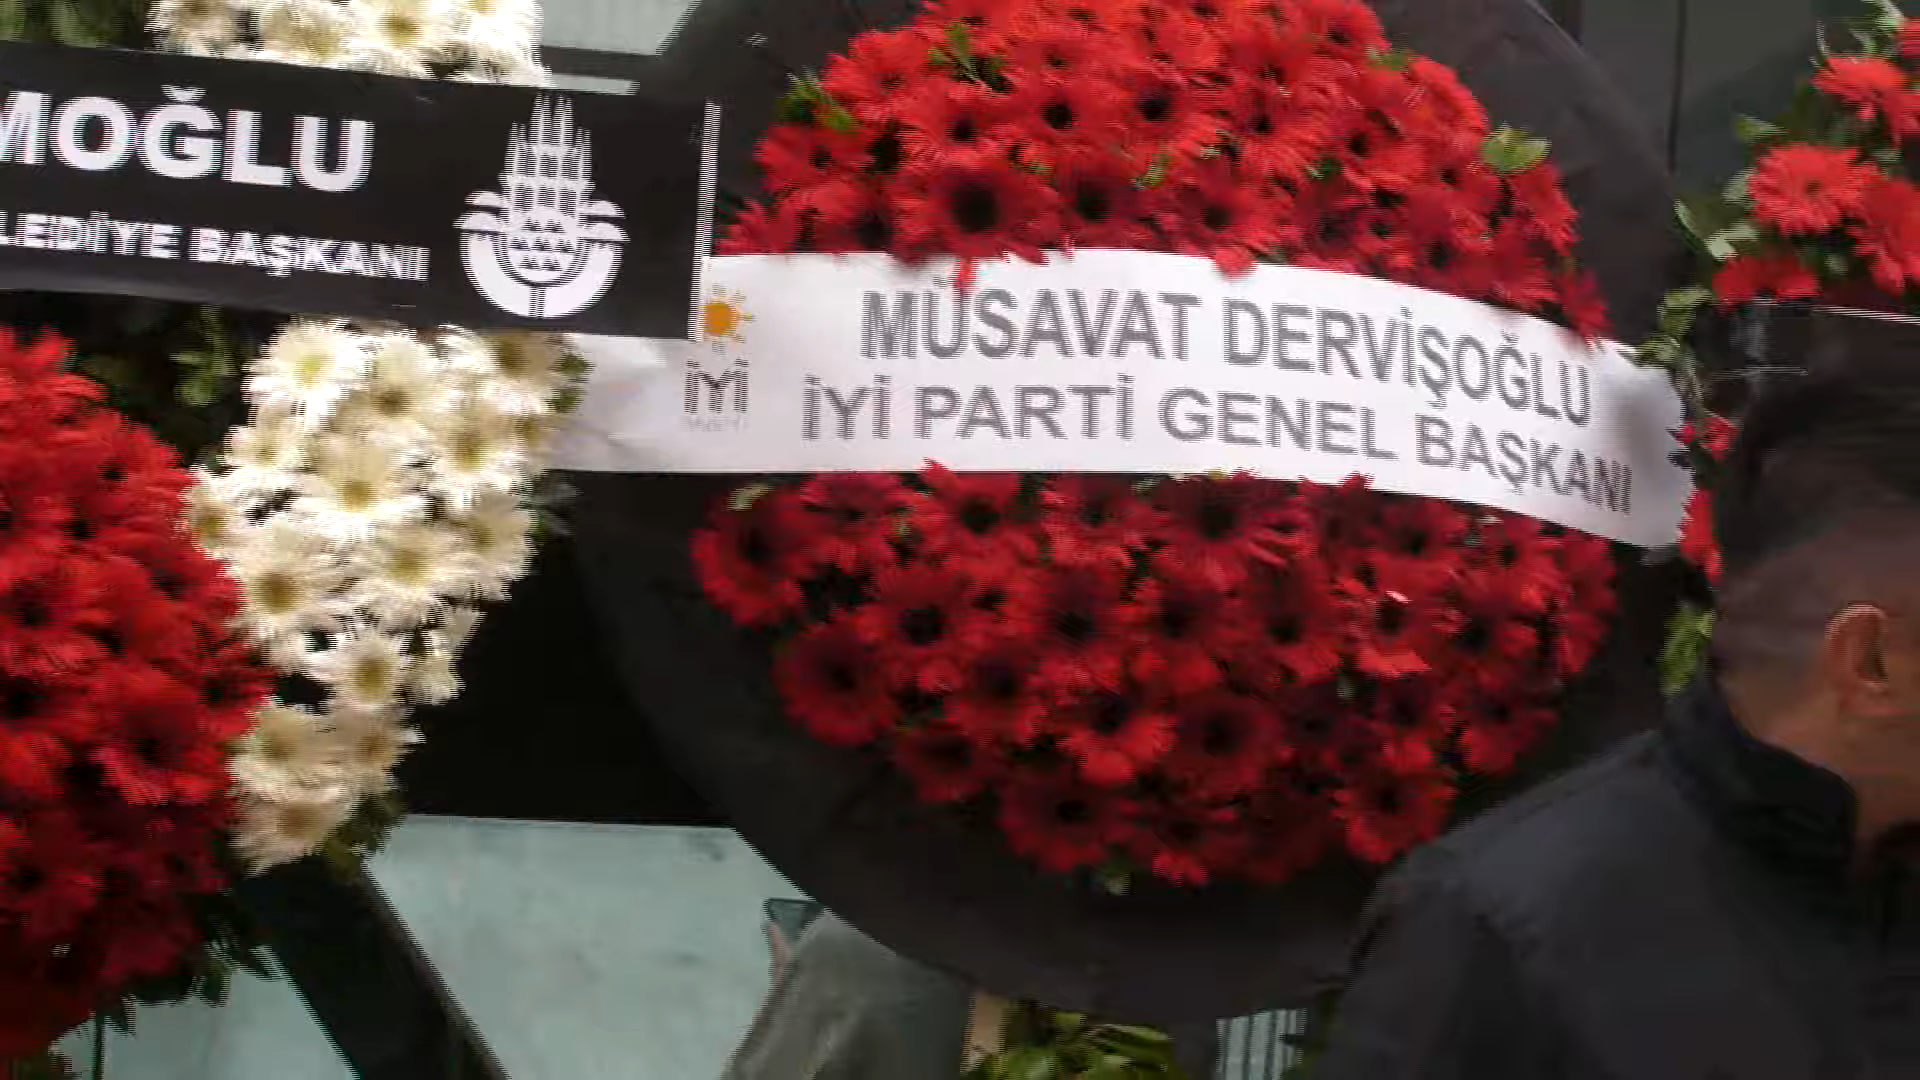 MOĞLU
LEDİYE BAŞKANI
MÜSAVAT DERVİŞOĞLU
İYİ PARTİ GENEL BAŞKANI
İYİ